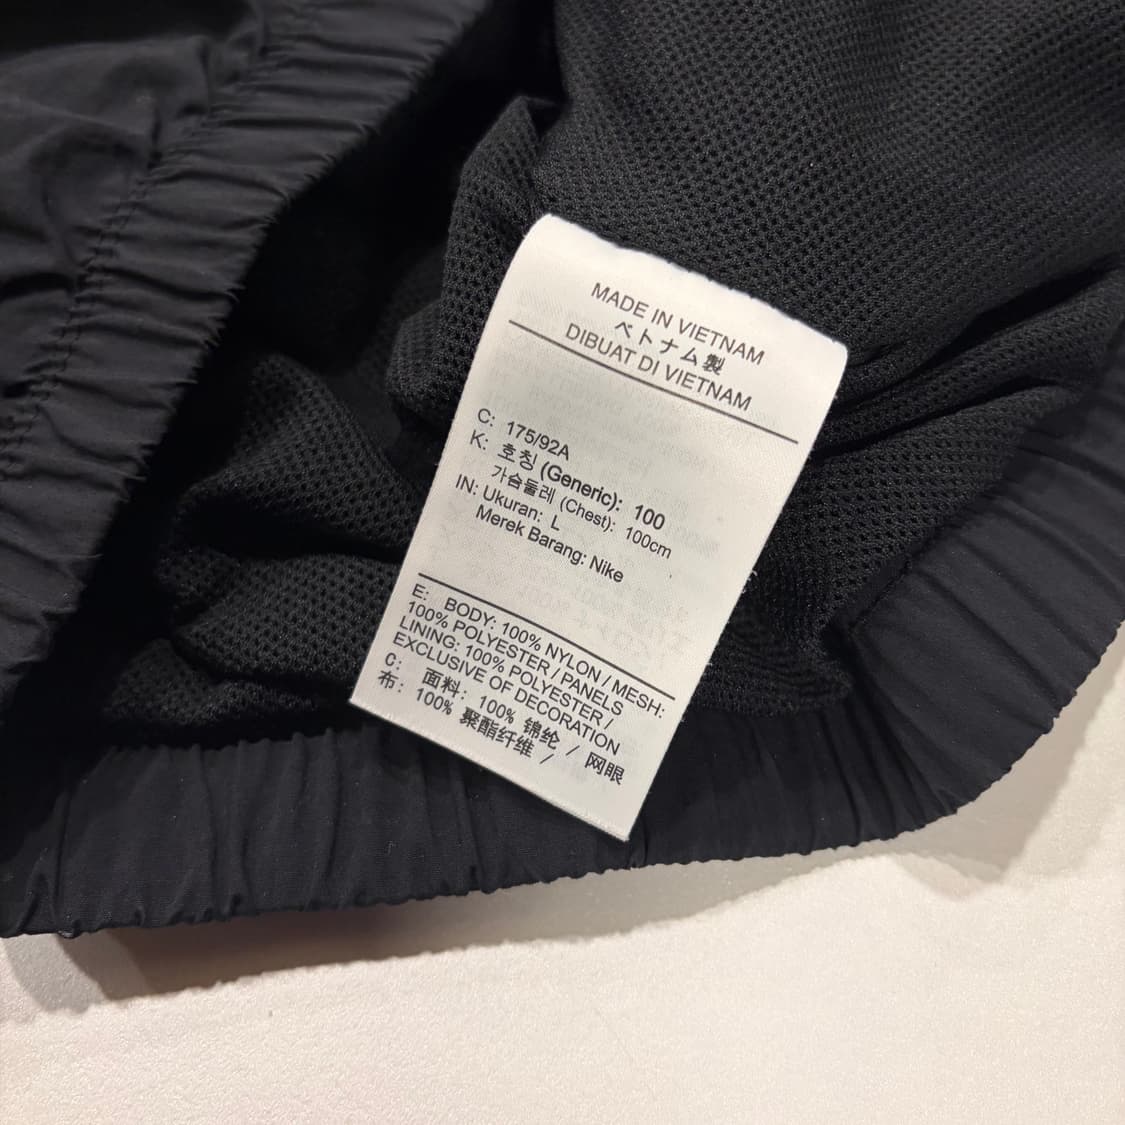 MADE IN VIETNAM
ベトナム製
DIBUAT DI VIETNAM
C: 175/92A
K: 호칭 (Generic): 100
가슴둘레 (Chest): 100cm
IN: Ukuran: L
Merek Barang: Nike
E: BODY: 100% NYLON / MESH:
100% POLYESTER / PANELS
LINING: 100% POLYESTER /
EXCLUSIVE OF DECORATION
C: 面料: 100% 锦纶 / 网眼
布: 100% 聚酯纤维 /